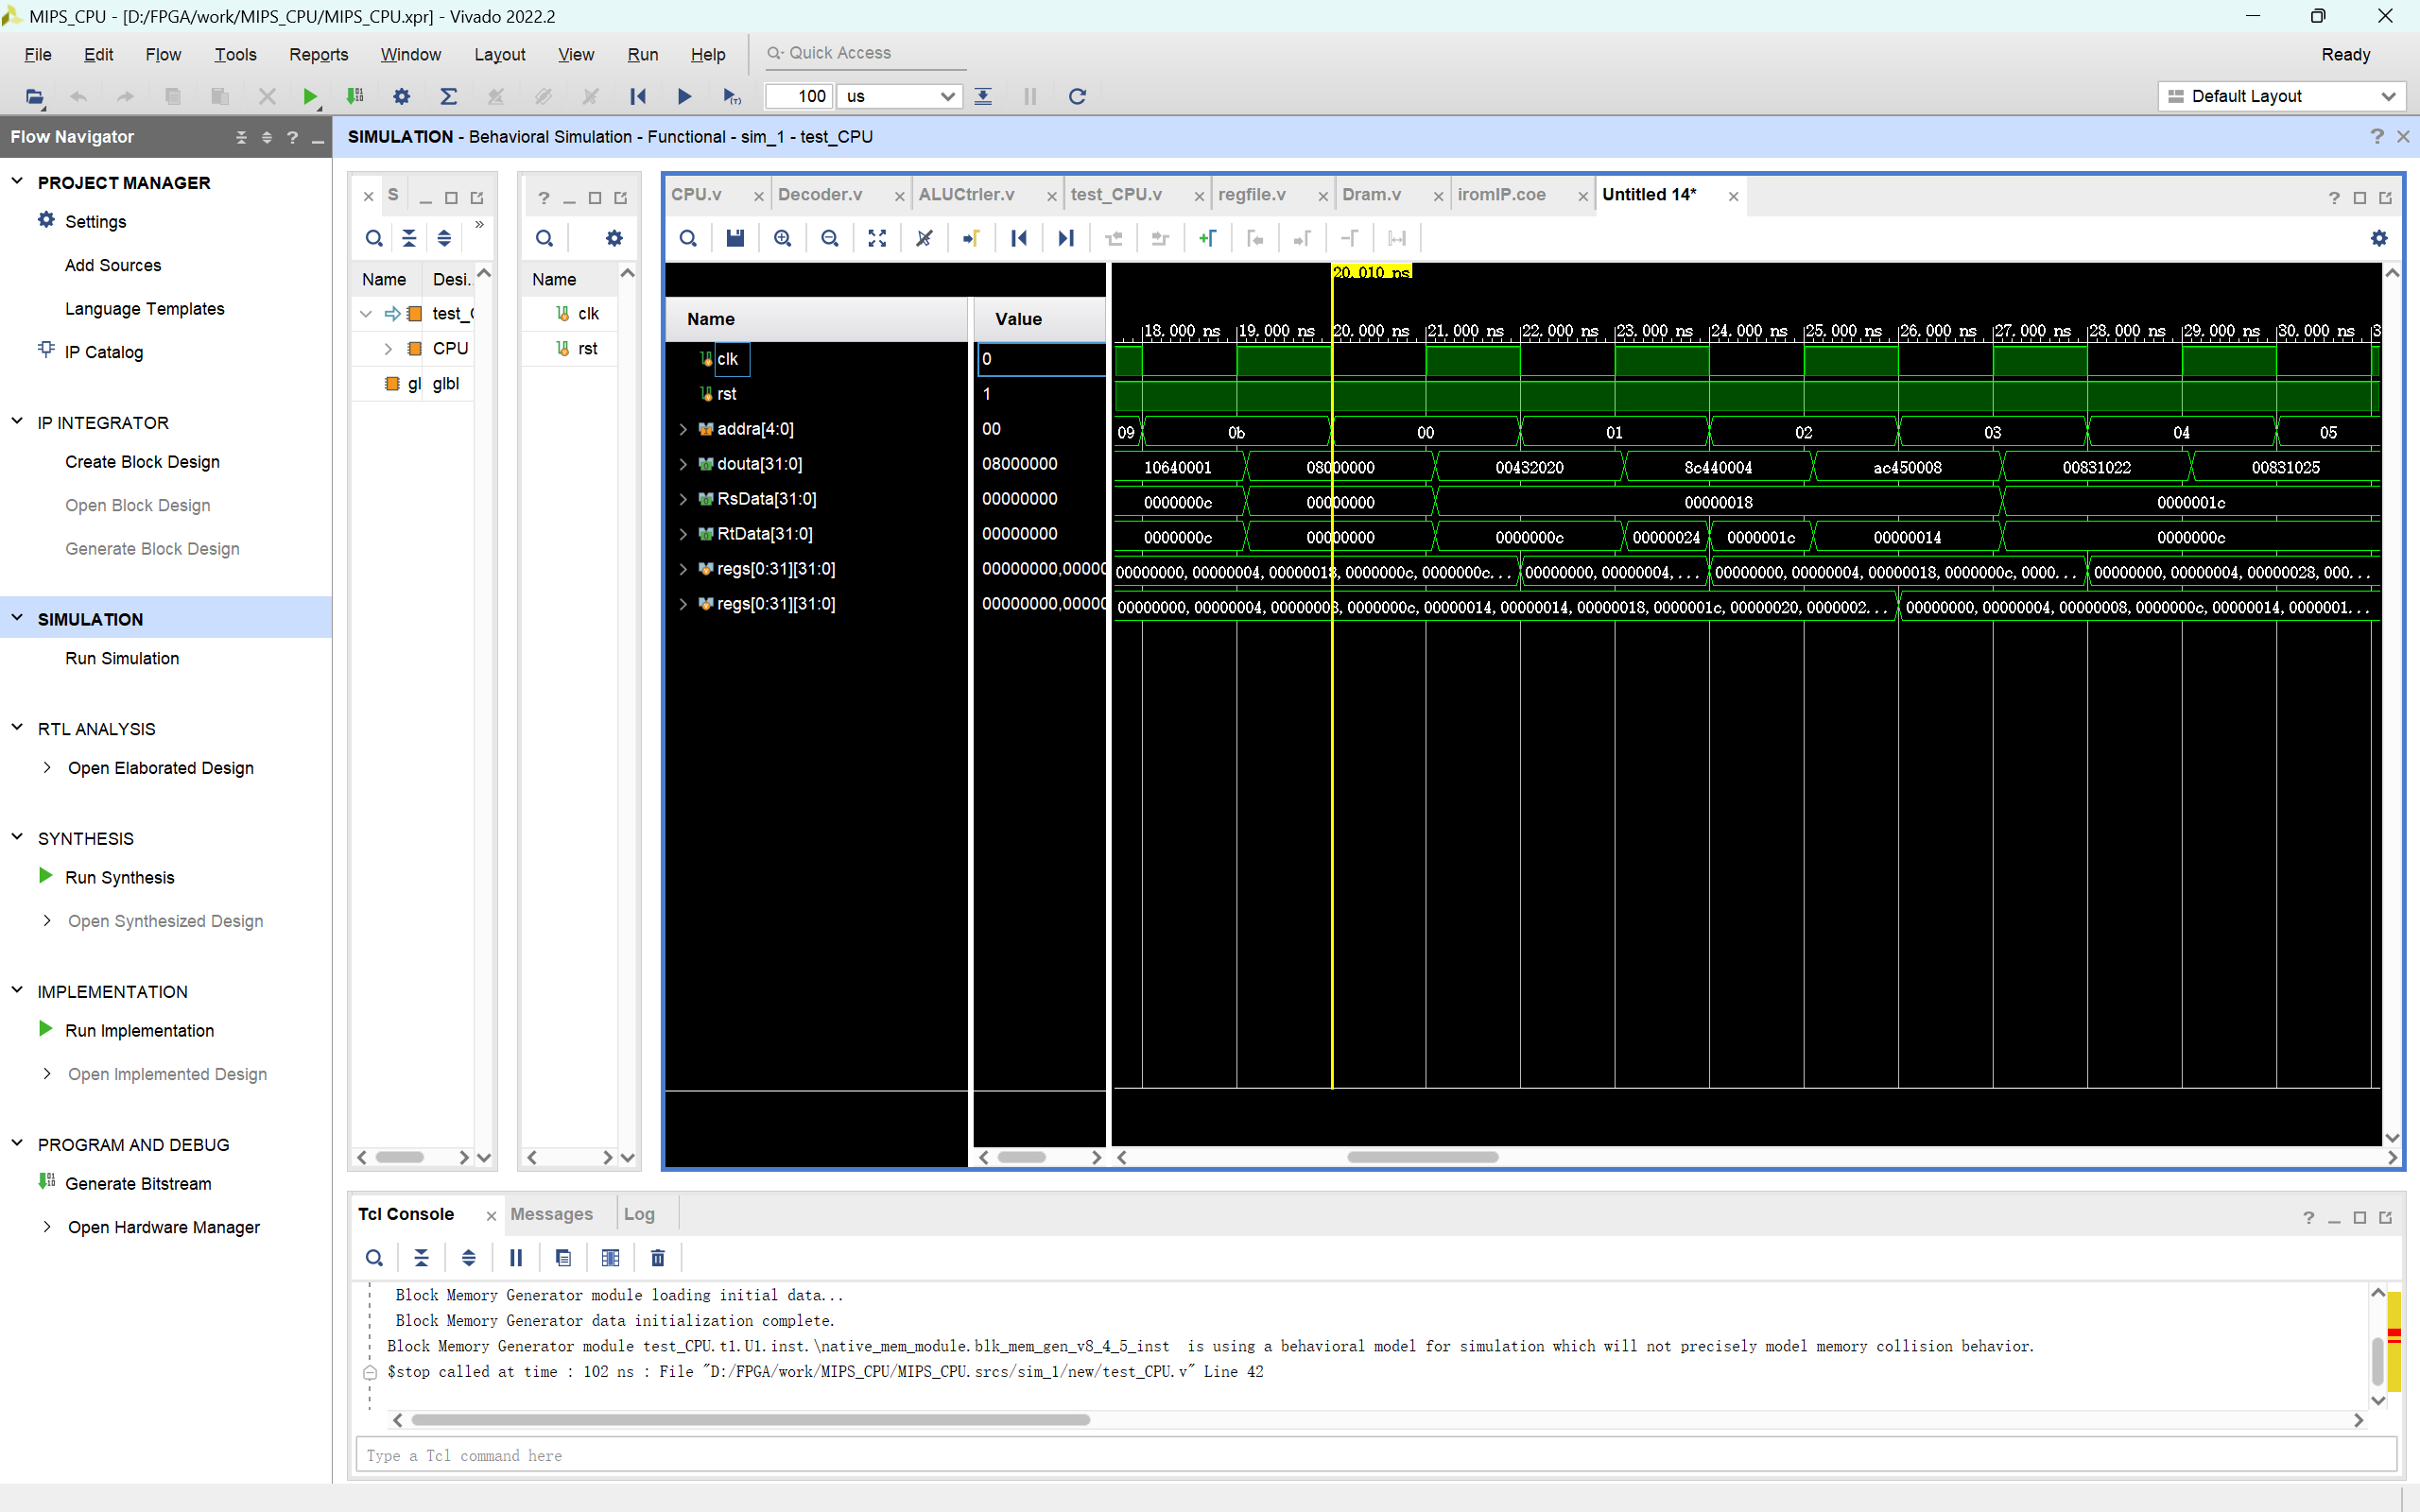 MIPS_CPU - [D:/FPGA/work/MIPS_CPU/MIPS_CPU.xpr] - Vivado 2022.2
File Edit Flow Tools Reports Window Layout View Run Help Quick Access Ready
100 us Default Layout
Flow Navigator
SIMULATION - Behavioral Simulation - Functional - sim_1 - test_CPU
PROJECT MANAGER
Settings
Add Sources
Language Templates
IP Catalog
IP INTEGRATOR
Create Block Design
Open Block Design
Generate Block Design
SIMULATION
Run Simulation
RTL ANALYSIS
Open Elaborated Design
SYNTHESIS
Run Synthesis
Open Synthesized Design
IMPLEMENTATION
Run Implementation
Open Implemented Design
PROGRAM AND DEBUG
Generate Bitstream
Open Hardware Manager
S
Name Desi..
test_
CPU
gl glbl
Name
clk
rst
CPU.v Decoder.v ALUCtrler.v test_CPU.v regfile.v Dram.v iromIP.coe Untitled 14*
20.010 ns
Name Value
18.000 ns 19.000 ns 20.000 ns 21.000 ns 22.000 ns 23.000 ns 24.000 ns 25.000 ns 26.000 ns 27.000 ns 28.000 ns 29.000 ns 30.000 ns 3
clk 0
rst 1
addra[4:0] 00 09 0b 00 01 02 03 04 05
douta[31:0] 08000000 10640001 08000000 00432020 8c440004 ac450008 00831022 00831025
RsData[31:0] 00000000 0000000c 00000000 00000018 0000001c
RtData[31:0] 00000000 0000000c 00000000 0000000c 00000024 0000001c 00000014 0000000c
regs[0:31][31:0] 00000000,0000 00000000,00000004,00000018,0000000c,0000000c... 00000000,00000004,... 00000000,00000004,00000018,0000000c,0000... 00000000,00000004,00000028,000...
regs[0:31][31:0] 00000000,0000 00000000,00000004,00000008,0000000c,00000014,00000014,00000018,0000001c,00000020,0000002... 00000000,00000004,00000008,0000000c,00000014,0000001...
Tcl Console Messages Log
Block Memory Generator module loading initial data...
Block Memory Generator data initialization complete.
Block Memory Generator module test_CPU.t1.U1.inst.\native_mem_module.blk_mem_gen_v8_4_5_inst is using a behavioral model for simulation which will not precisely model memory collision behavior.
$stop called at time : 102 ns : File "D:/FPGA/work/MIPS_CPU/MIPS_CPU.srcs/sim_1/new/test_CPU.v" Line 42
Type a Tcl command here